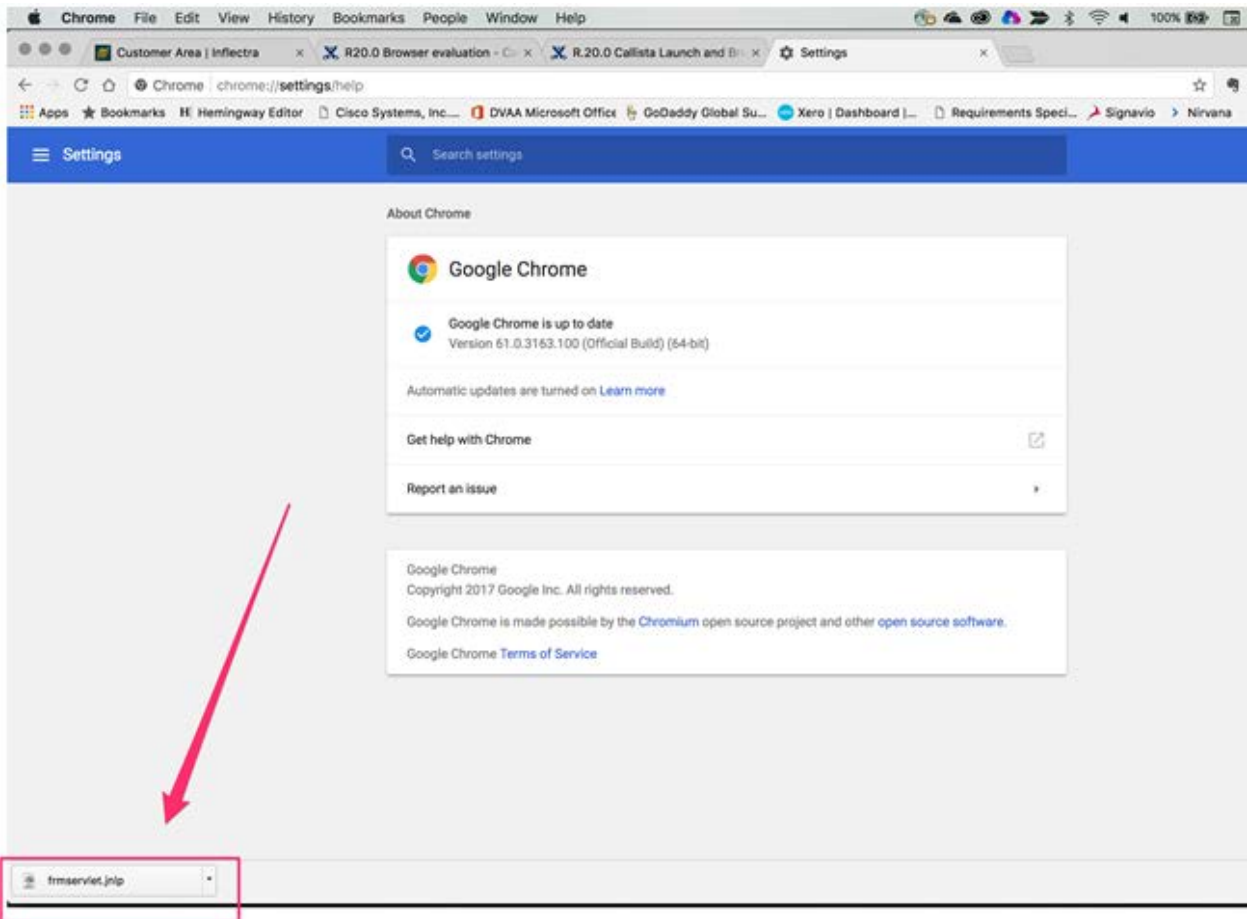 Chrome File Edit View History Bookmarks People Window Help 100%
Customer Area | Inflectra
R20.0 Browser evaluation - C
R.20.0 Callista Launch and Br
Settings
Chrome chrome://settings/help
Apps Bookmarks Hemingway Editor Cisco Systems, Inc.... DVAA Microsoft Office GoDaddy Global Su... Xero | Dashboard |... Requirements Speci... Signavio Nirvana
Settings
Search settings
About Chrome
Google Chrome
Google Chrome is up to date
Version 61.0.3163.100 (Official Build) (64-bit)
Automatic updates are turned on Learn more
Get help with Chrome
Report an issue
Google Chrome
Copyright 2017 Google Inc. All rights reserved.
Google Chrome is made possible by the Chromium open source project and other open source software.
Google Chrome Terms of Service
frmservlet.jnlp